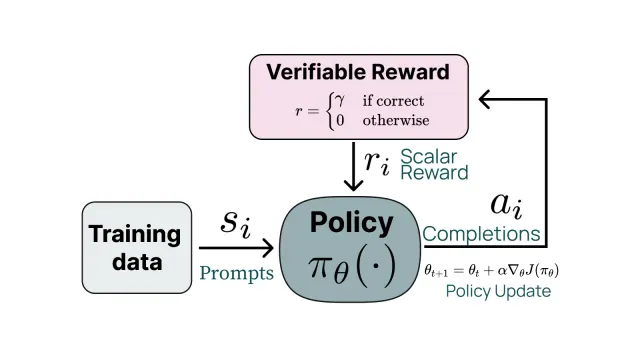 Verifiable Reward
r = { γ if correct
0 otherwise
r_i Scalar
Reward
Training
data
s_i
Prompts
Policy
π_θ(·)
a_i
Completions
θ_{t+1} = θ_t + α∇_θJ(π_θ)
Policy Update